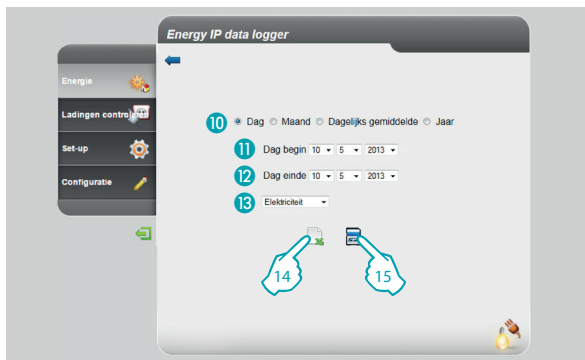 Energy IP data logger
Energie
Ladingen controleren
Set-up
Configuratie
10 Dag Maand Dagelijks gemiddelde Jaar
11 Dag begin 10 5 2013
12 Dag einde 10 5 2013
13 Elektriciteit
14 15